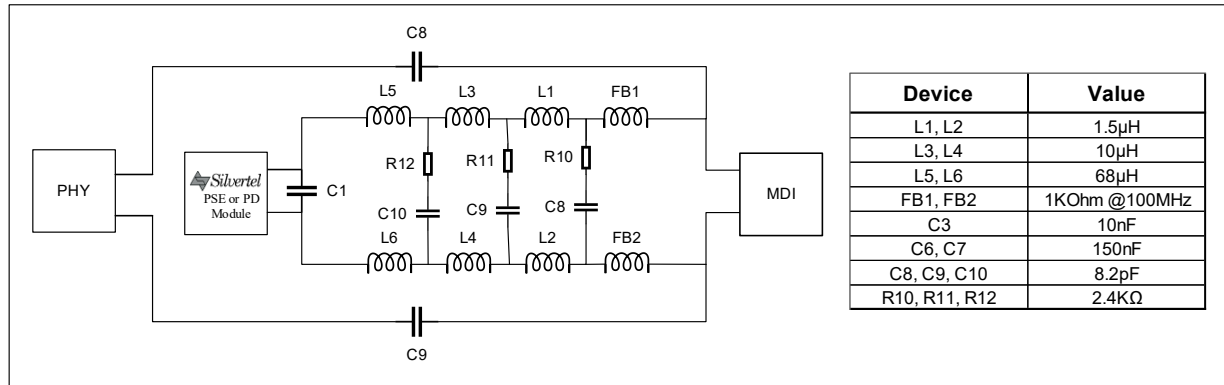 C8
L5
L3
L1
FB1
PHY
Silvertel
PSE or PD
Module
C1
R12
R11
R10
C10
C9
C8
L6
L4
L2
FB2
MDI
C9
Device Value
L1, L2 1.5µH
L3, L4 10µH
L5, L6 68µH
FB1, FB2 1KOhm @100MHz
C3 10nF
C6, C7 150nF
C8, C9, C10 8.2pF
R10, R11, R12 2.4KΩ